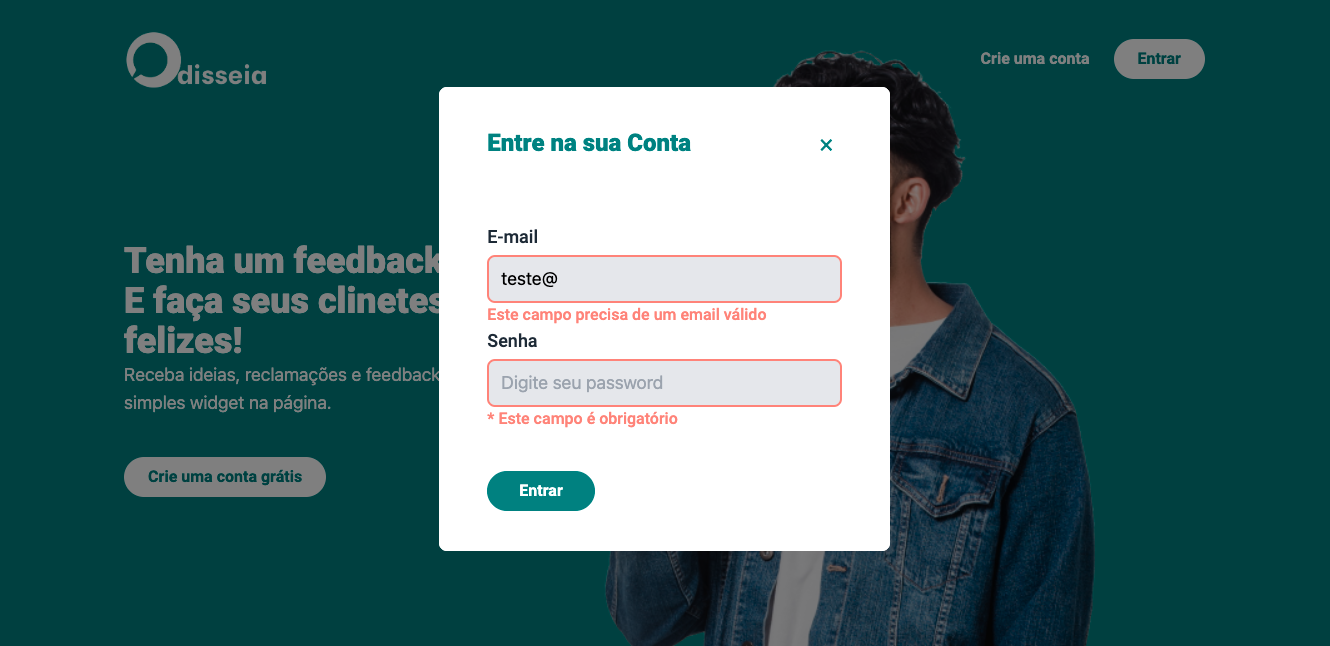 Odisseia
Crie uma conta
Entrar
Entre na sua Conta
×
Tenha um feedback
E faça seus clinetes
felizes!
Receba ideias, reclamações e feedback
simples widget na página.
Crie uma conta grátis
E-mail
teste@
Este campo precisa de um email válido
Senha
Digite seu password
* Este campo é obrigatório
Entrar